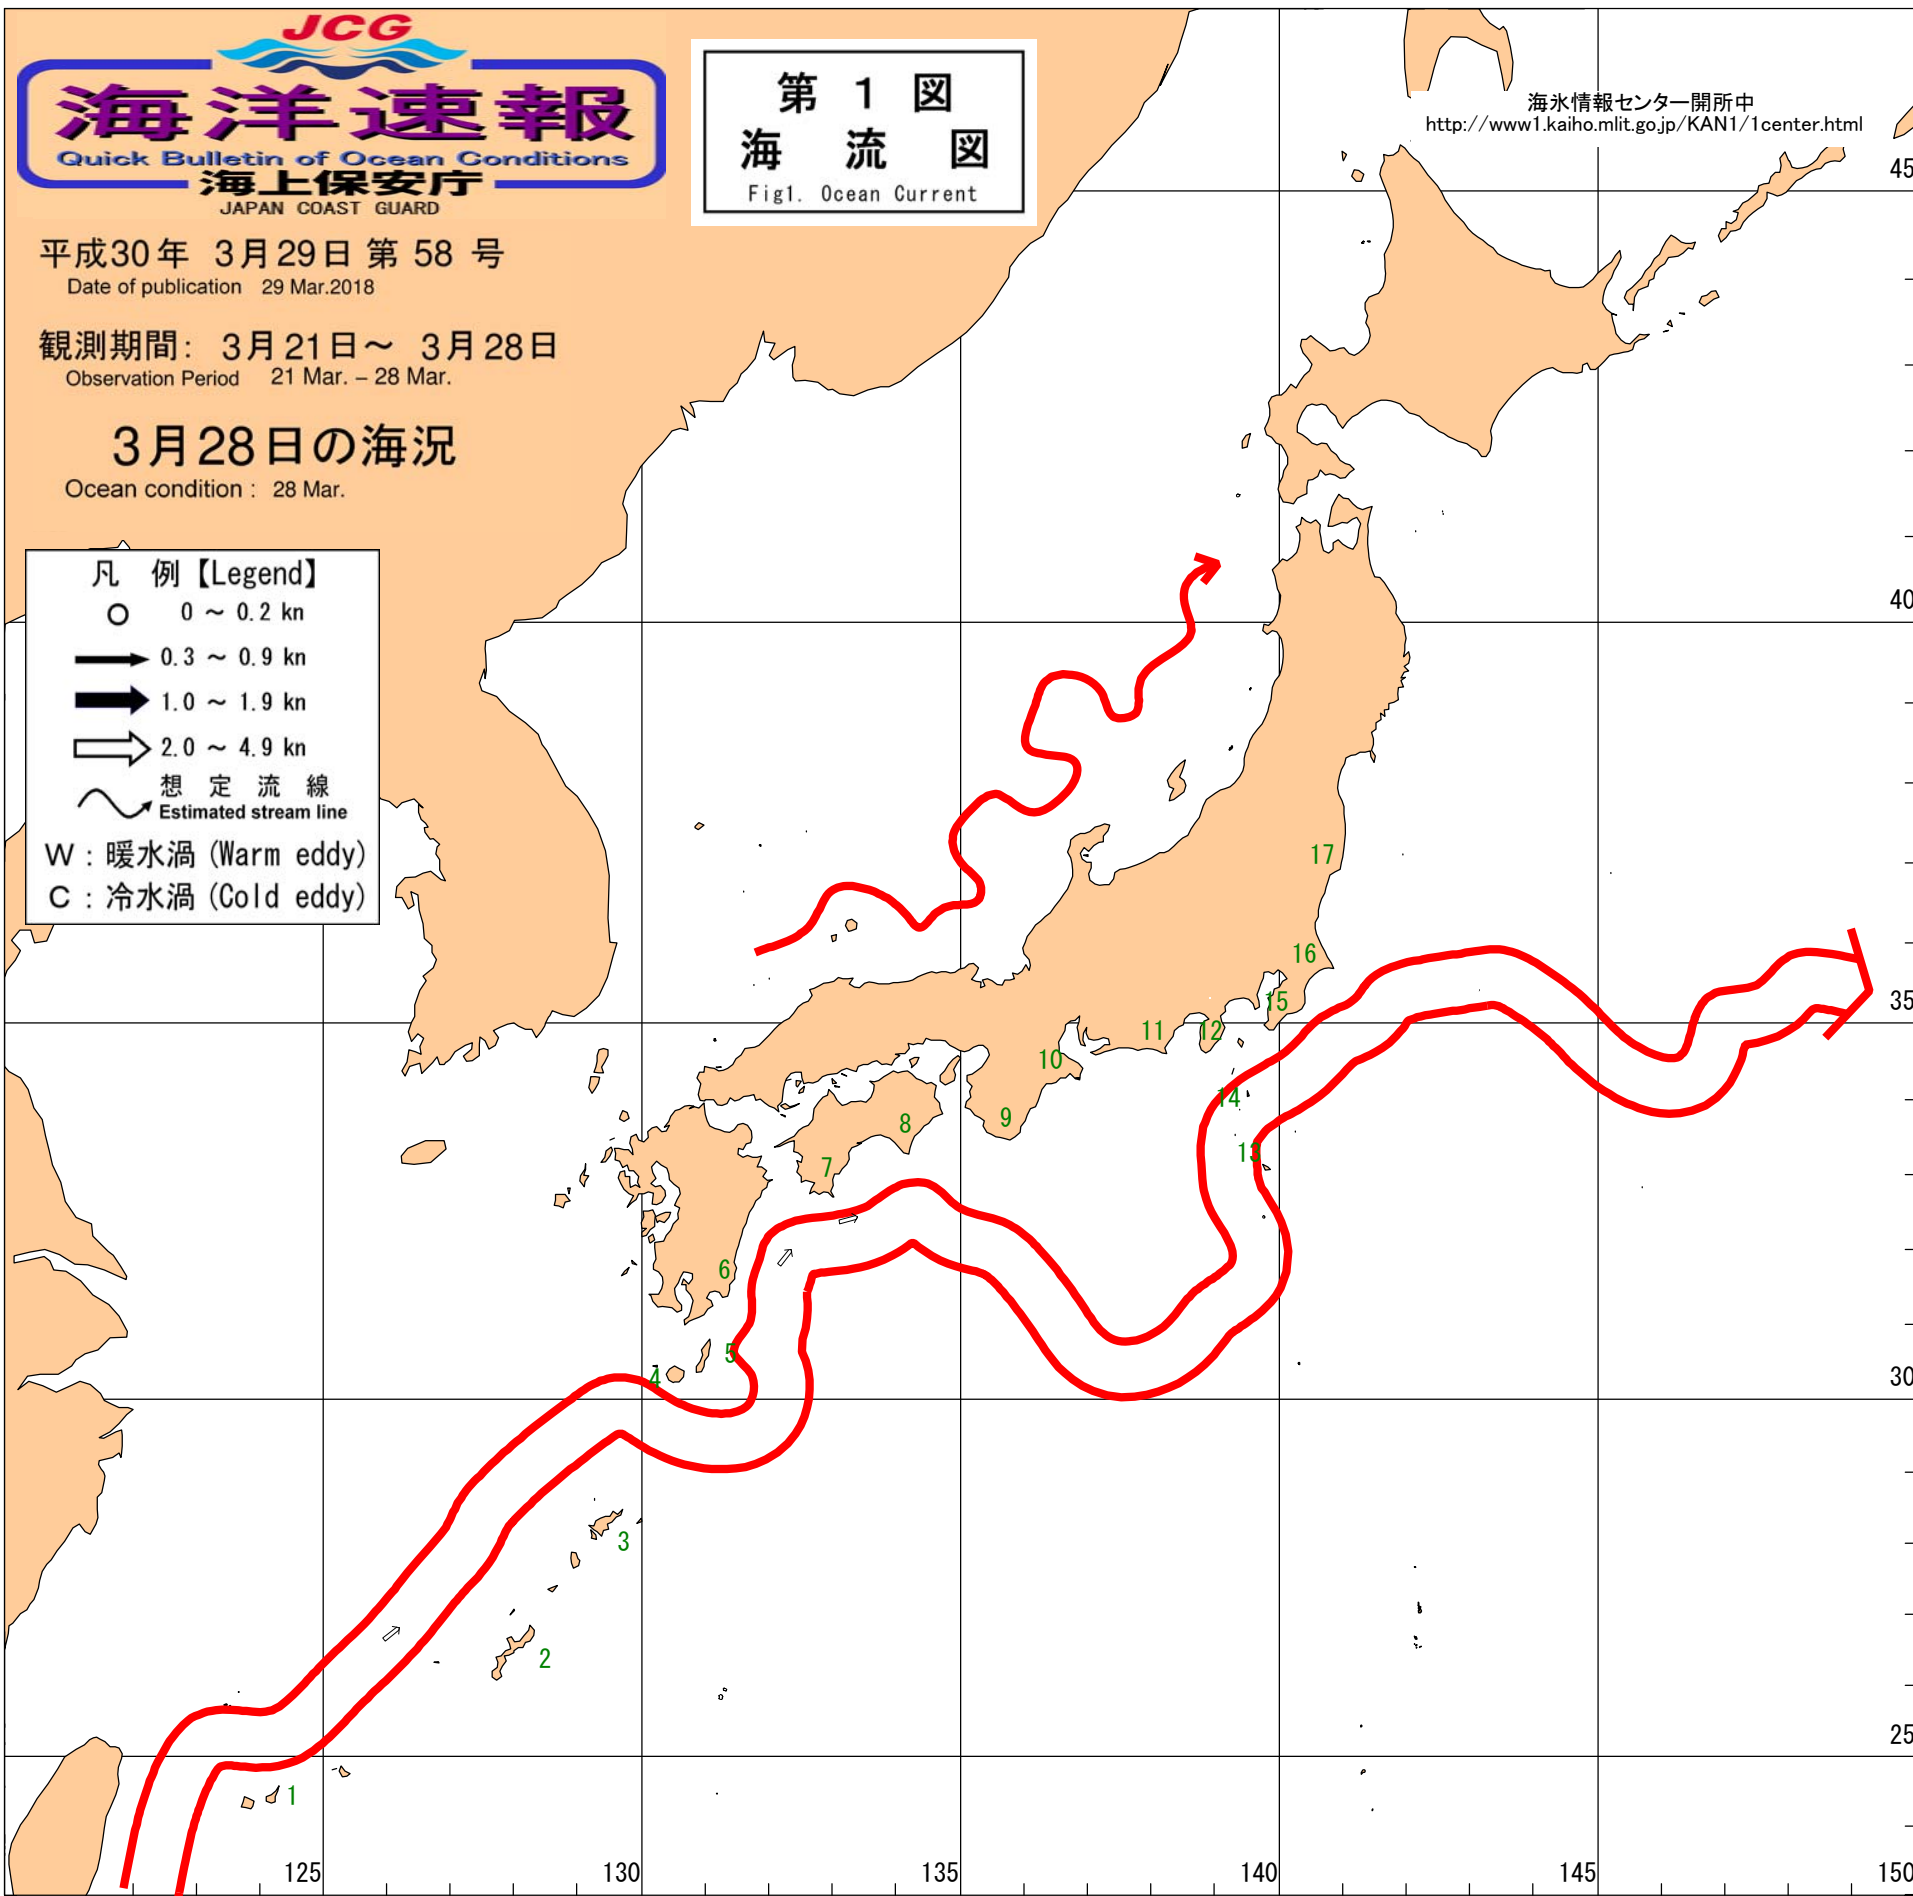 JCG
海洋速報
Quick Bulletin of Ocean Conditions
海上保安庁
JAPAN COAST GUARD
第 1 図
海 流 図
Fig1. Ocean Current
海氷情報センター開所中
http://www1.kaiho.mlit.go.jp/KAN1/1center.html
平成30年 3月29日 第 58 号
Date of publication 29 Mar.2018
観測期間： 3月21日～ 3月28日
Observation Period 21 Mar. – 28 Mar.
3月28日の海況
Ocean condition : 28 Mar.
凡 例【Legend】
0 ～ 0.2 kn
0.3 ～ 0.9 kn
1.0 ～ 1.9 kn
2.0 ～ 4.9 kn
想 定 流 線
Estimated stream line
W : 暖水渦 (Warm eddy)
C : 冷水渦 (Cold eddy)
45
40
35
30
25
17
16
15
11
12
10
14
9
8
13
7
6
5
4
3
2
1
125
130
135
140
145
150